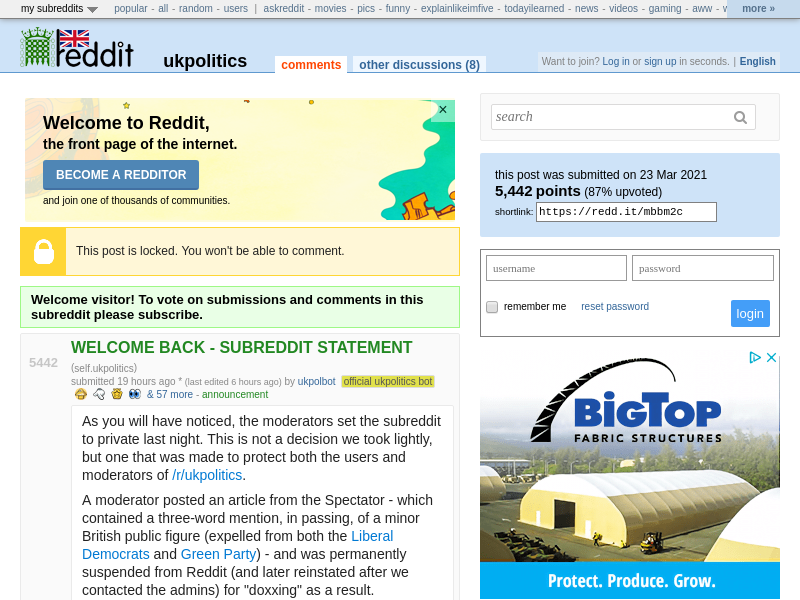 my subreddits popular - all - random - users | askreddit - movies - pics - funny - explainlikeimfive - todayilearned - news - videos - gaming - aww - more »
reddit ukpolitics comments other discussions (8)
Want to join? Log in or sign up in seconds. | English
Welcome to Reddit,
the front page of the internet.
BECOME A REDDITOR
and join one of thousands of communities.
×
This post is locked. You won't be able to comment.
Welcome visitor! To vote on submissions and comments in this
subreddit please subscribe.
5442
WELCOME BACK - SUBREDDIT STATEMENT
(self.ukpolitics)
submitted 19 hours ago * (last edited 6 hours ago) by ukpolbot official ukpolitics bot
& 57 more - announcement
As you will have noticed, the moderators set the subreddit
to private last night. This is not a decision we took lightly,
but one that was made to protect both the users and
moderators of /r/ukpolitics.
A moderator posted an article from the Spectator - which
contained a three-word mention, in passing, of a minor
British public figure (expelled from both the Liberal
Democrats and Green Party) - and was permanently
suspended from Reddit (and later reinstated after we
contacted the admins) for "doxxing" as a result.
search
this post was submitted on 23 Mar 2021
5,442 points (87% upvoted)
shortlink: https://redd.it/mbbm2c
username password
remember me reset password login
BIGTOP
FABRIC STRUCTURES
Protect. Produce. Grow.